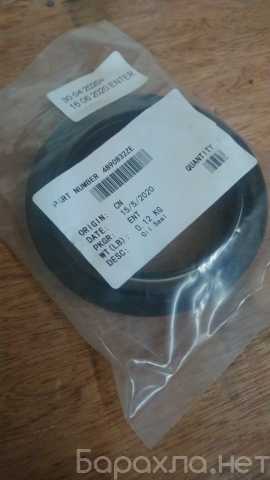 30-04-2020=
15.06.2020 ENTER
PART NUMBER 4890832ZE
QUANTITY
ORIGIN: CN
DATE: 15/5/2020
PKGR: ENT
WT(LB): 0.12 KG
DESC: Oil Seal
Барахла.нет